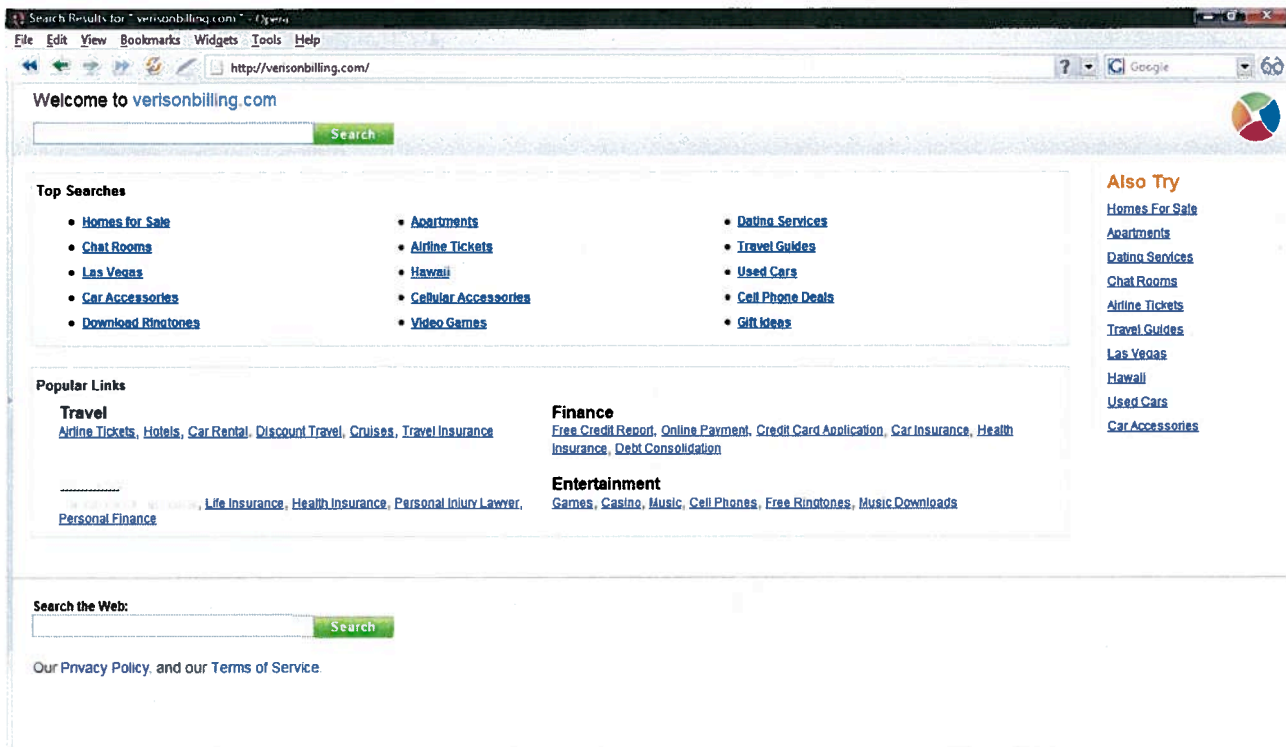 Search Results for "verisonbilling.com" - Opera
File Edit View Bookmarks Widgets Tools Help
http://verisonbilling.com/ ? Google
Welcome to verisonbilling.com
Search
Top Searches
• Homes for Sale • Apartments • Dating Services
• Chat Rooms • Airline Tickets • Travel Guides
• Las Vegas • Hawaii • Used Cars
• Car Accessories • Cellular Accessories • Cell Phone Deals
• Download Ringtones • Video Games • Gift Ideas
Also Try
Homes For Sale
Apartments
Dating Services
Chat Rooms
Airline Tickets
Travel Guides
Las Vegas
Hawaii
Used Cars
Car Accessories
Popular Links
Travel
Airline Tickets, Hotels, Car Rental, Discount Travel, Cruises, Travel Insurance
Finance
Free Credit Report, Online Payment, Credit Card Application, Car Insurance, Health
Insurance, Debt Consolidation
, Life Insurance, Health Insurance, Personal Injury Lawyer,
Personal Finance
Entertainment
Games, Casino, Music, Cell Phones, Free Ringtones, Music Downloads
Search the Web:
Search
Our Privacy Policy. and our Terms of Service.